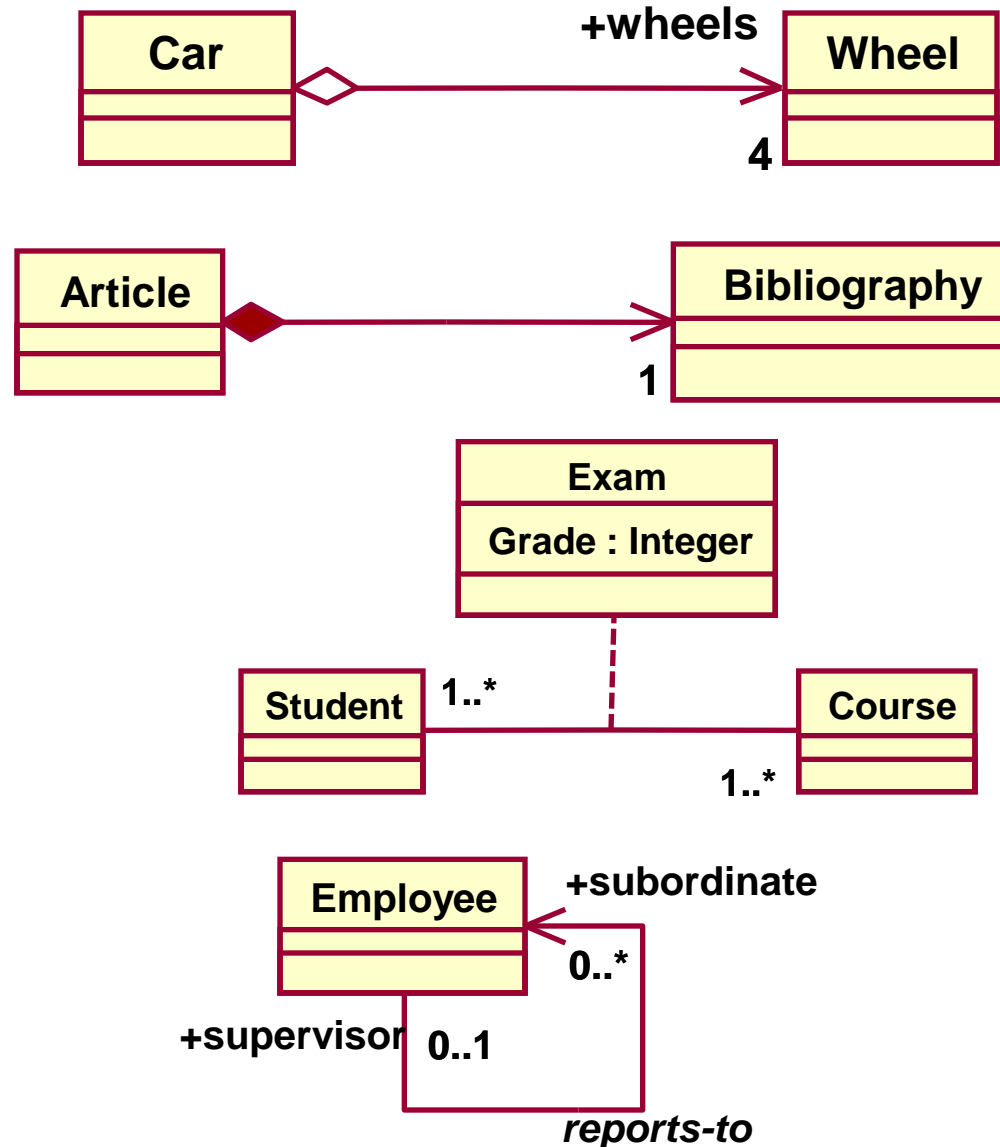 +wheels
Car
Wheel
4
Article
Bibliography
1
Exam
Grade : Integer
Student
1..*
Course
1..*
Employee
+subordinate
0..*
+supervisor
0..1
reports-to